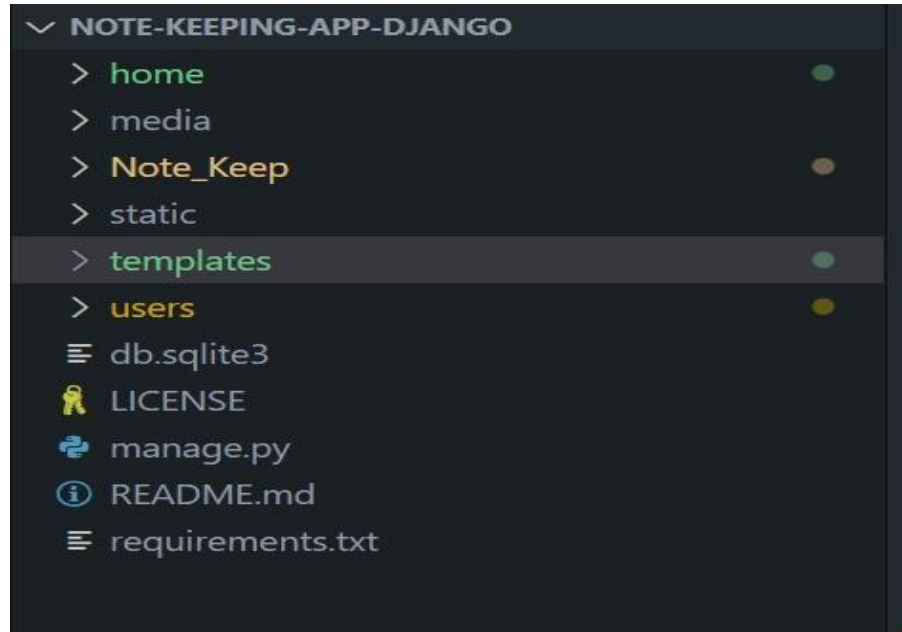 NOTE-KEEPING-APP-DJANGO
home
media
Note_Keep
static
templates
users
db.sqlite3
LICENSE
manage.py
README.md
requirements.txt